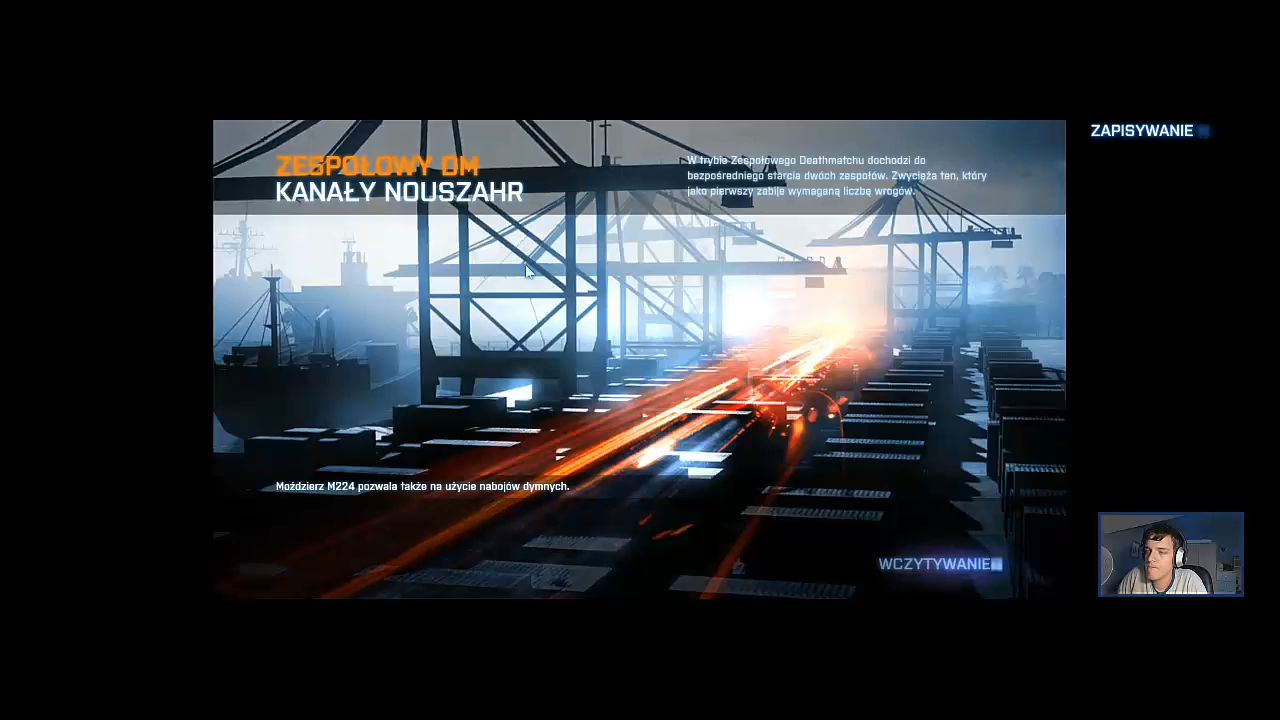 ZAPISYWANIE
ZESPOŁOWY DM
KANAŁY NOUSZAHR
W trybie Zespołowego Deathmatchu dochodzi do
bezpośredniego starcia dwóch zespołów. Zwycięża ten, który
jako pierwszy zabije wymaganą liczbę wrogów.
Moździerz M224 pozwala także na użycie nabojów dymnych.
WCZYTYWANIE